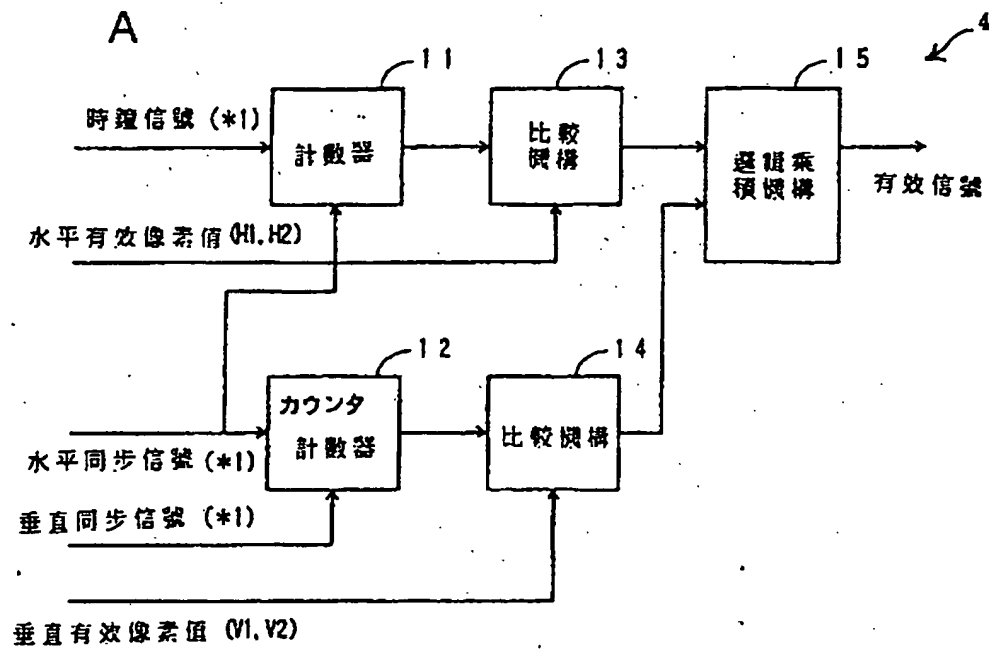 A
4
11
13
15
時鐘信號 (*1)
計數器
比較
機構
邏輯乘
積機構
有效信號
水平有效像素值(H1, H2)
12
14
カウンタ
計數器
比較機構
水平同步信號 (*1)
垂直同步信號 (*1)
垂直有效像素值 (V1, V2)